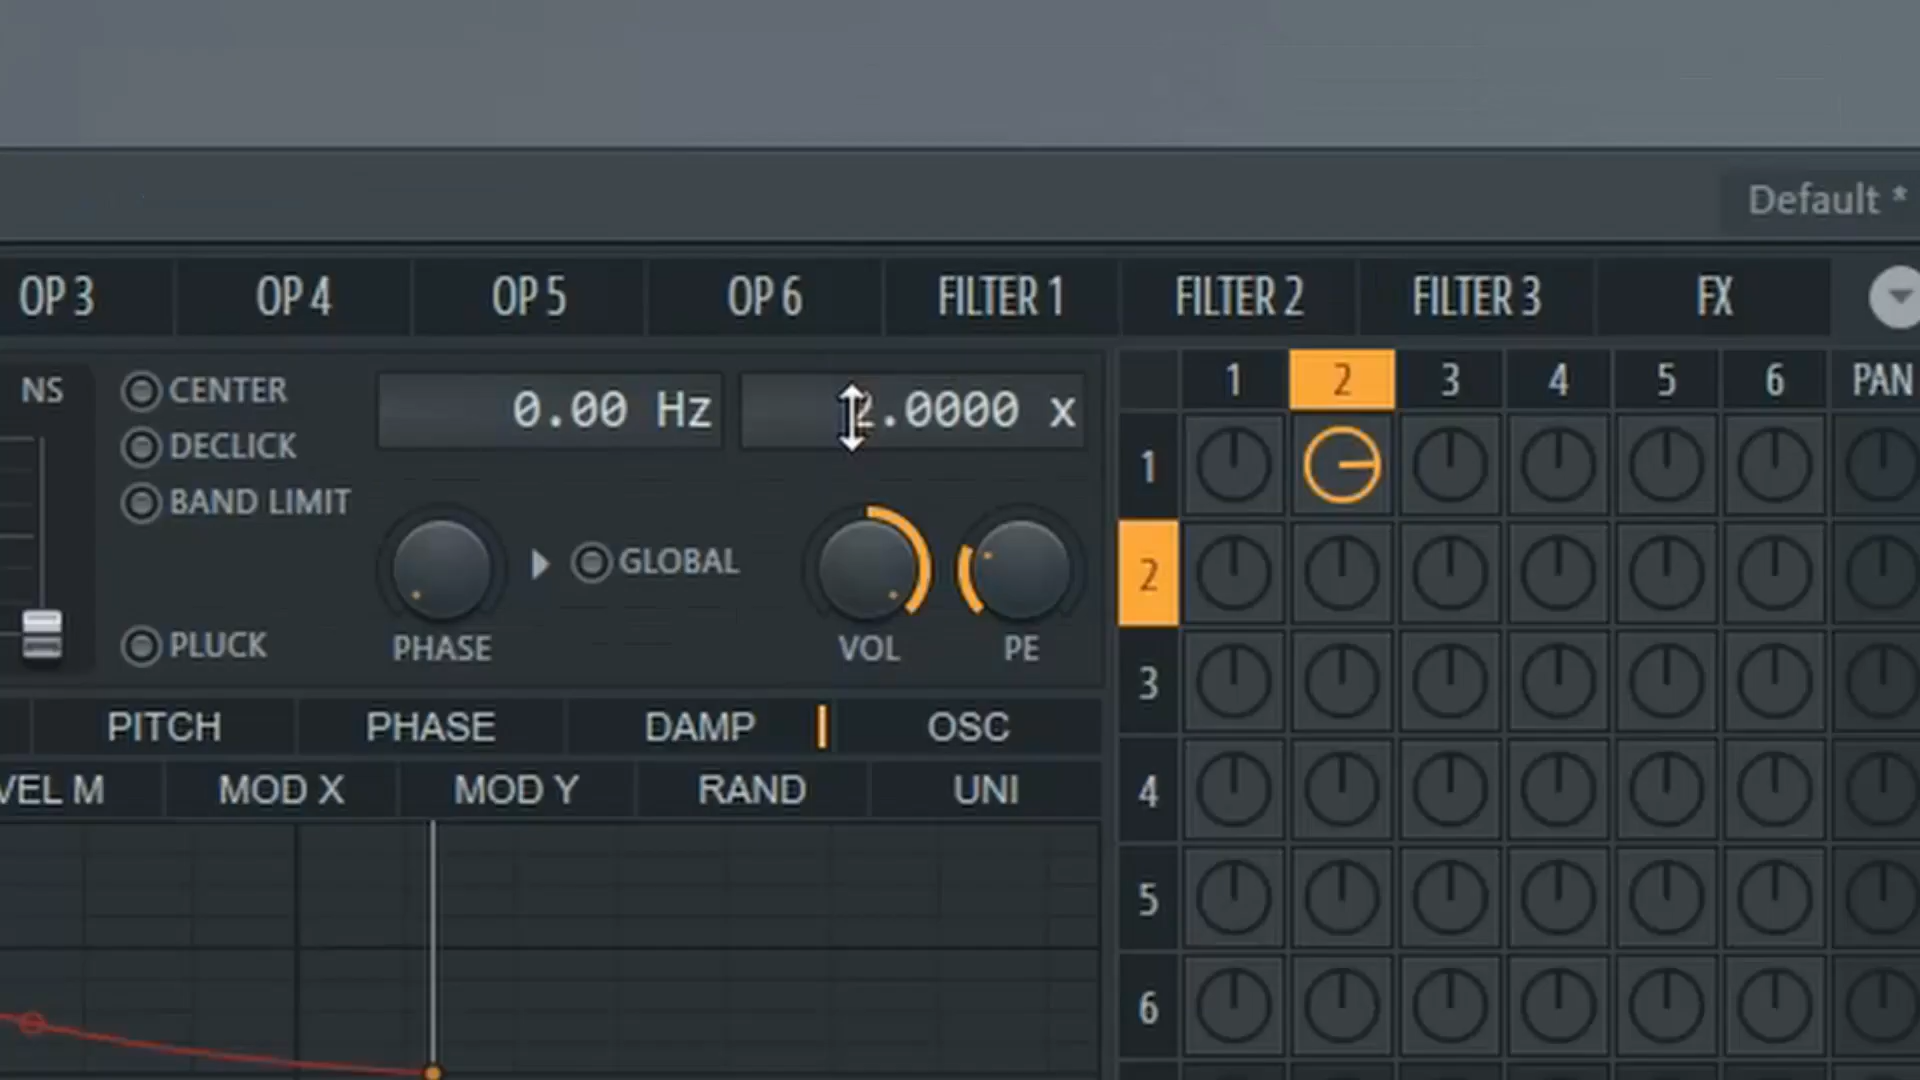 Default *
OP 3 OP 4 OP 5 OP 6 FILTER 1 FILTER 2 FILTER 3 FX
NS CENTER 0.00 Hz 2.0000 x 1 2 3 4 5 6 PAN
DECLICK 1
BAND LIMIT
GLOBAL 2
PLUCK PHASE VOL PE
3
PITCH PHASE DAMP OSC
VEL M MOD X MOD Y RAND UNI 4
5
6